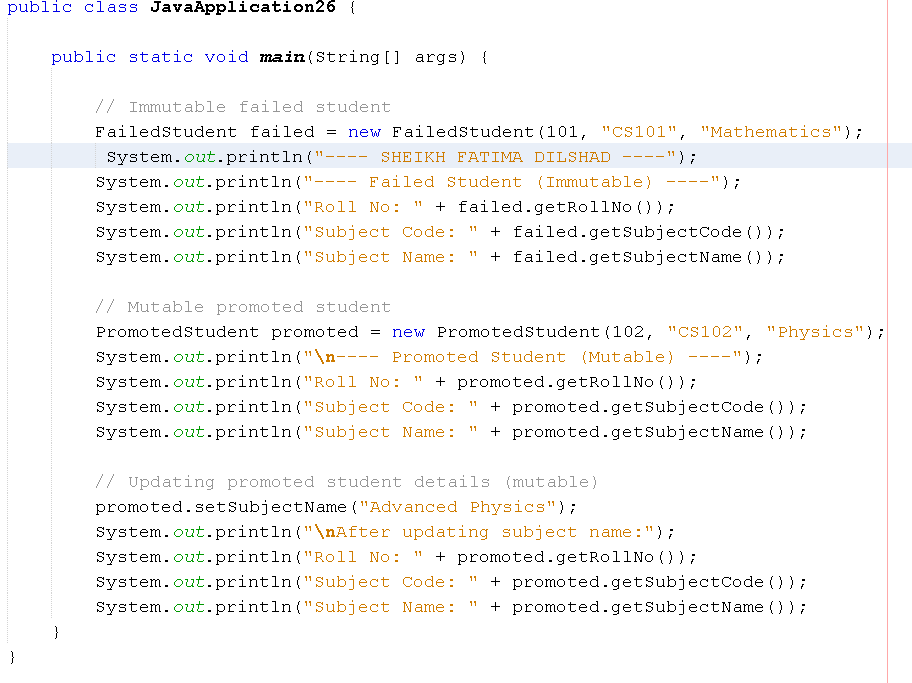 public class JavaApplication26 {
public static void main(String[] args) {
// Immutable failed student
FailedStudent failed = new FailedStudent(101, "CS101", "Mathematics");
System.out.println("---- SHEIKH FATIMA DILSHAD ----");
System.out.println("---- Failed Student (Immutable) ----");
System.out.println("Roll No: " + failed.getRollNo());
System.out.println("Subject Code: " + failed.getSubjectCode());
System.out.println("Subject Name: " + failed.getSubjectName());
// Mutable promoted student
PromotedStudent promoted = new PromotedStudent(102, "CS102", "Physics");
System.out.println("\n---- Promoted Student (Mutable) ----");
System.out.println("Roll No: " + promoted.getRollNo());
System.out.println("Subject Code: " + promoted.getSubjectCode());
System.out.println("Subject Name: " + promoted.getSubjectName());
// Updating promoted student details (mutable)
promoted.setSubjectName("Advanced Physics");
System.out.println("\nAfter updating subject name:");
System.out.println("Roll No: " + promoted.getRollNo());
System.out.println("Subject Code: " + promoted.getSubjectCode());
System.out.println("Subject Name: " + promoted.getSubjectName());
}
}